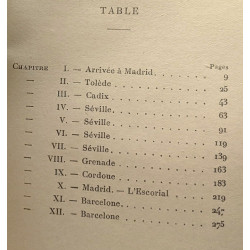 TABLE
CHAPITRE I. — Arrivée à Madrid. Pages 9
— II. — Tolède 25
— III. — Cadix 43
— IV. — Séville 63
— V. — Séville 91
— VI. — Séville 119
— VII. — Séville 139
— VIII. — Grenade 163
— IX. — Cordoue 183
— X. — Madrid. — L'Escorial 217
— XI. — Barcelone 247
— XII. — Barcelone 275